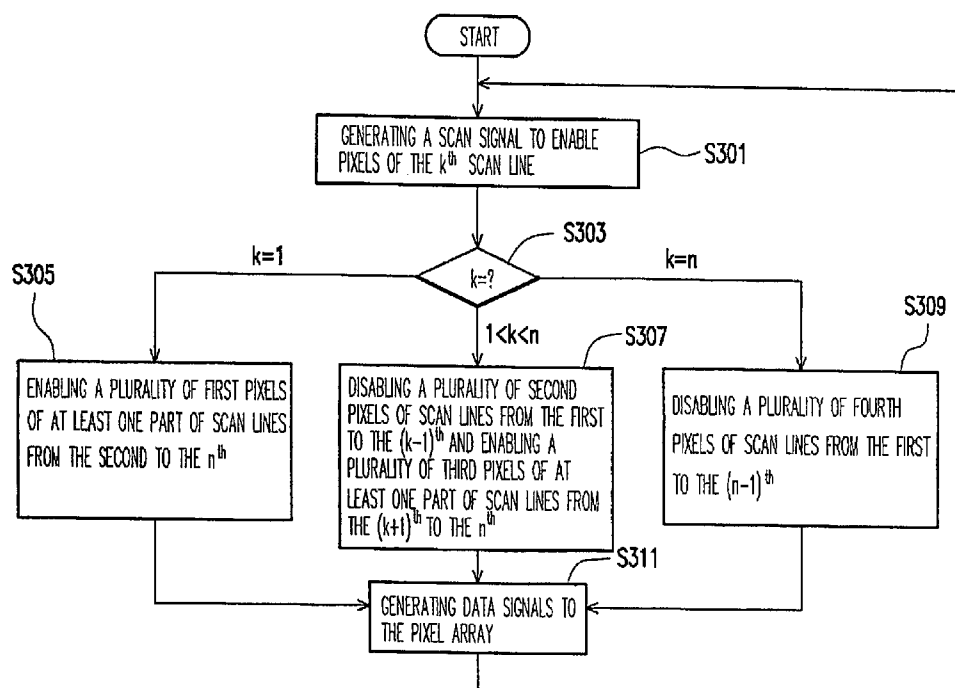 START
GENERATING A SCAN SIGNAL TO ENABLE
PIXELS OF THE kth SCAN LINE
S301
S303
k=?
k=1
k=n
1<k<n
S305
ENABLING A PLURALITY OF FIRST PIXELS
OF AT LEAST ONE PART OF SCAN LINES
FROM THE SECOND TO THE nth
S307
DISABLING A PLURALITY OF SECOND
PIXELS OF SCAN LINES FROM THE FIRST
TO THE (k-1)th AND ENABLING A
PLURALITY OF THIRD PIXELS OF AT
LEAST ONE PART OF SCAN LINES FROM
THE (k+1)th TO THE nth
S309
DISABLING A PLURALITY OF FOURTH
PIXELS OF SCAN LINES FROM THE FIRST
TO THE (n-1)th
S311
GENERATING DATA SIGNALS TO
THE PIXEL ARRAY